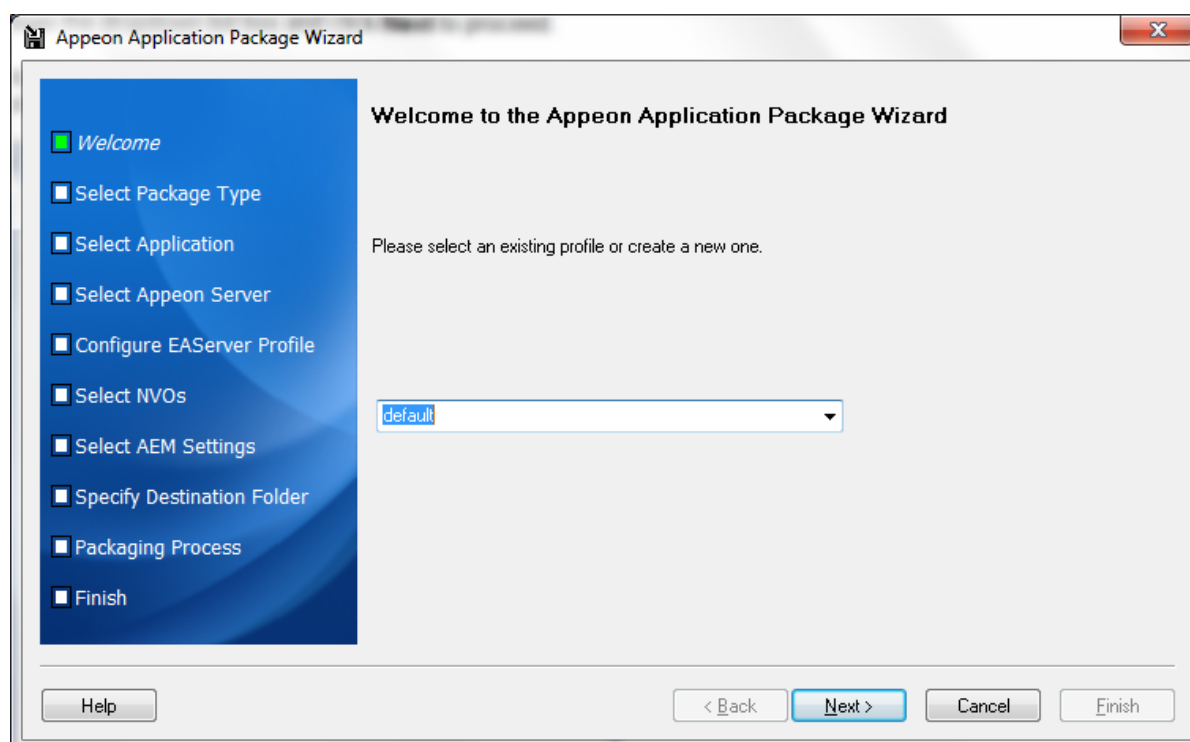 Appeon Application Package Wizard
Welcome to the Appeon Application Package Wizard
Welcome
Select Package Type
Select Application
Select Appeon Server
Configure EAServer Profile
Select NVOs
Select AEM Settings
Specify Destination Folder
Packaging Process
Finish
Please select an existing profile or create a new one.
default
Help
< Back
Next >
Cancel
Finish